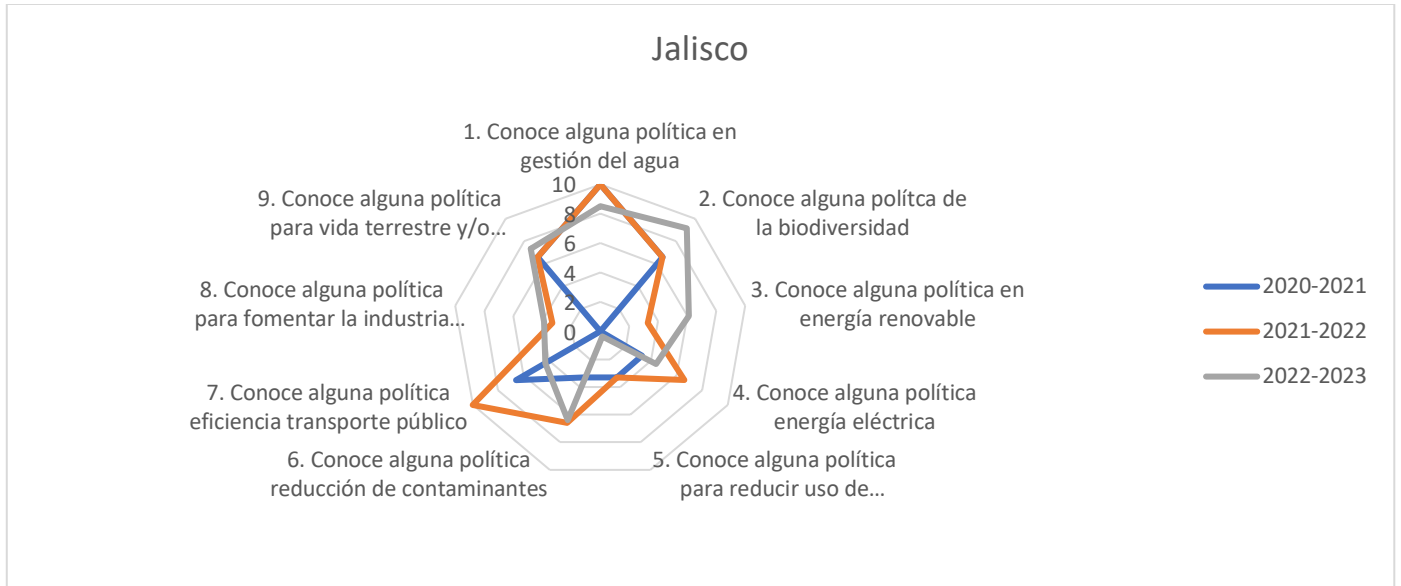 Jalisco
1. Conoce alguna política en
gestión del agua
2. Conoce alguna polítca de
la biodiversidad
3. Conoce alguna política en
energía renovable
4. Conoce alguna política
energía eléctrica
5. Conoce alguna política
para reducir uso de…
6. Conoce alguna política
reducción de contaminantes
7. Conoce alguna política
eficiencia transporte público
8. Conoce alguna política
para fomentar la industria…
9. Conoce alguna política
para vida terrestre y/o…
10
8
6
4
2
0
2020-2021
2021-2022
2022-2023